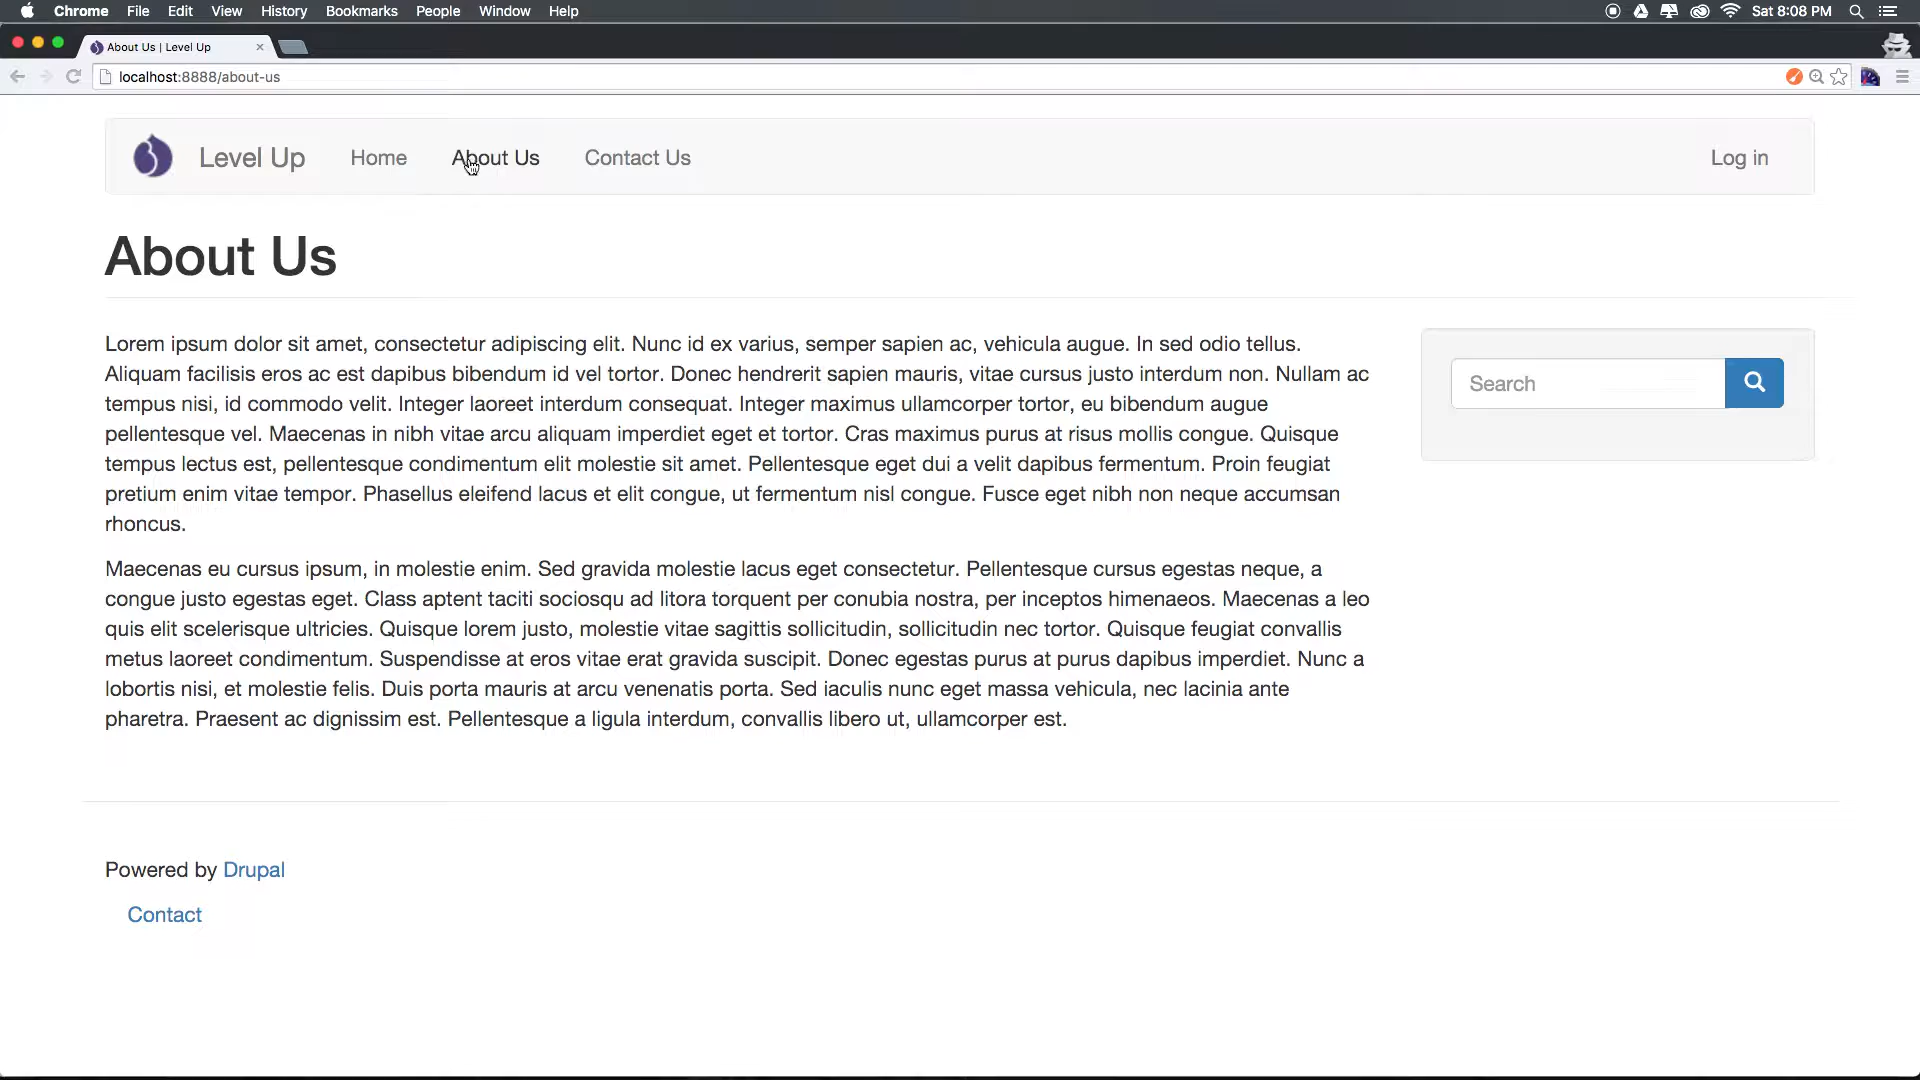 Chrome File Edit View History Bookmarks People Window Help Sat 8:08 PM
About Us | Level Up
localhost:8888/about-us
Level Up Home About Us Contact Us Log in
About Us
Lorem ipsum dolor sit amet, consectetur adipiscing elit. Nunc id ex varius, semper sapien ac, vehicula augue. In sed odio tellus.
Aliquam facilisis eros ac est dapibus bibendum id vel tortor. Donec hendrerit sapien mauris, vitae cursus justo interdum non. Nullam ac
tempus nisi, id commodo velit. Integer laoreet interdum consequat. Integer maximus ullamcorper tortor, eu bibendum augue
pellentesque vel. Maecenas in nibh vitae arcu aliquam imperdiet eget et tortor. Cras maximus purus at risus mollis congue. Quisque
tempus lectus est, pellentesque condimentum elit molestie sit amet. Pellentesque eget dui a velit dapibus fermentum. Proin feugiat
pretium enim vitae tempor. Phasellus eleifend lacus et elit congue, ut fermentum nisl congue. Fusce eget nibh non neque accumsan
rhoncus.
Maecenas eu cursus ipsum, in molestie enim. Sed gravida molestie lacus eget consectetur. Pellentesque cursus egestas neque, a
congue justo egestas eget. Class aptent taciti sociosqu ad litora torquent per conubia nostra, per inceptos himenaeos. Maecenas a leo
quis elit scelerisque ultricies. Quisque lorem justo, molestie vitae sagittis sollicitudin, sollicitudin nec tortor. Quisque feugiat convallis
metus laoreet condimentum. Suspendisse at eros vitae erat gravida suscipit. Donec egestas purus at purus dapibus imperdiet. Nunc a
lobortis nisi, et molestie felis. Duis porta mauris at arcu venenatis porta. Sed iaculis nunc eget massa vehicula, nec lacinia ante
pharetra. Praesent ac dignissim est. Pellentesque a ligula interdum, convallis libero ut, ullamcorper est.
Search
Powered by Drupal
Contact